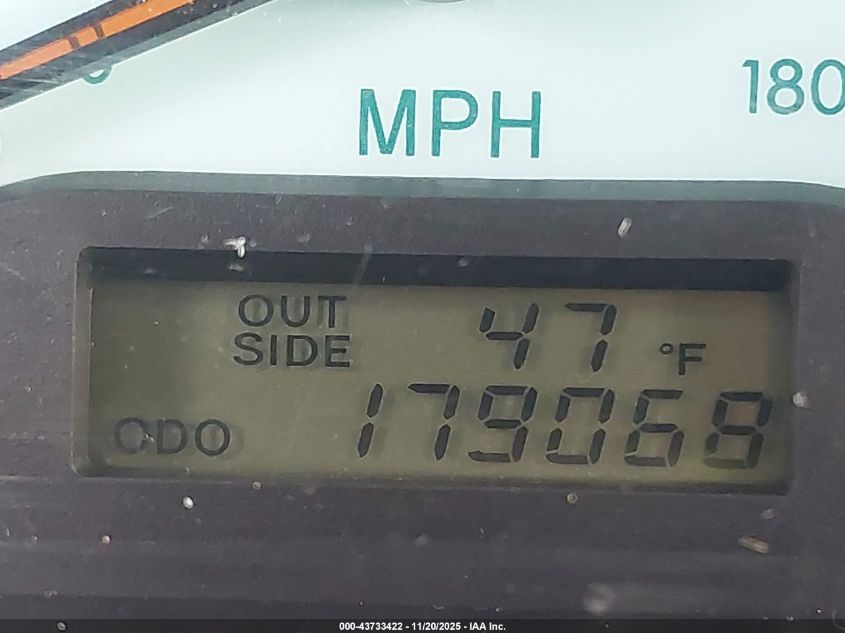 MPH
180
OUT SIDE 47 °F
ODO 179068
000-43733422 - 11/20/2025 - IAA Inc.